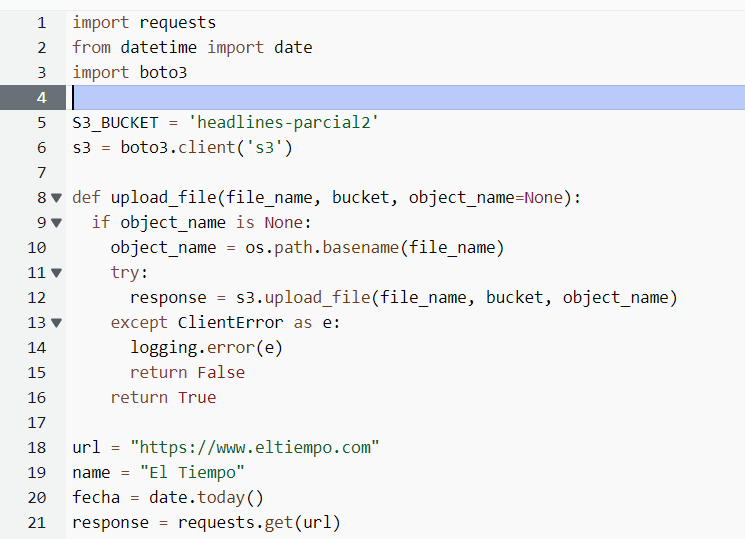 1 import requests
2 from datetime import date
3 import boto3
4
5 S3_BUCKET = 'headlines-parcial2'
6 s3 = boto3.client('s3')
7
8 def upload_file(file_name, bucket, object_name=None):
9   if object_name is None:
10     object_name = os.path.basename(file_name)
11     try:
12       response = s3.upload_file(file_name, bucket, object_name)
13     except ClientError as e:
14       logging.error(e)
15       return False
16     return True
17
18 url = "https://www.eltiempo.com"
19 name = "El Tiempo"
20 fecha = date.today()
21 response = requests.get(url)